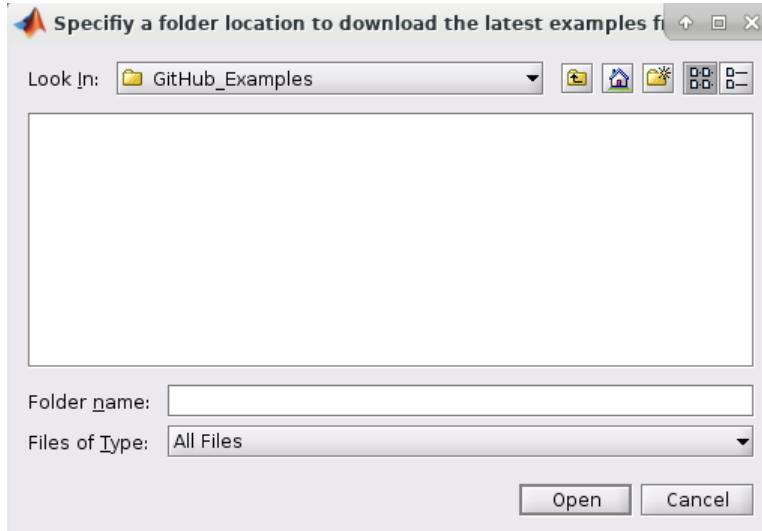 Specifiy a folder location to download the latest examples
Look In: GitHub_Examples
Folder name:
Files of Type: All Files
Open Cancel